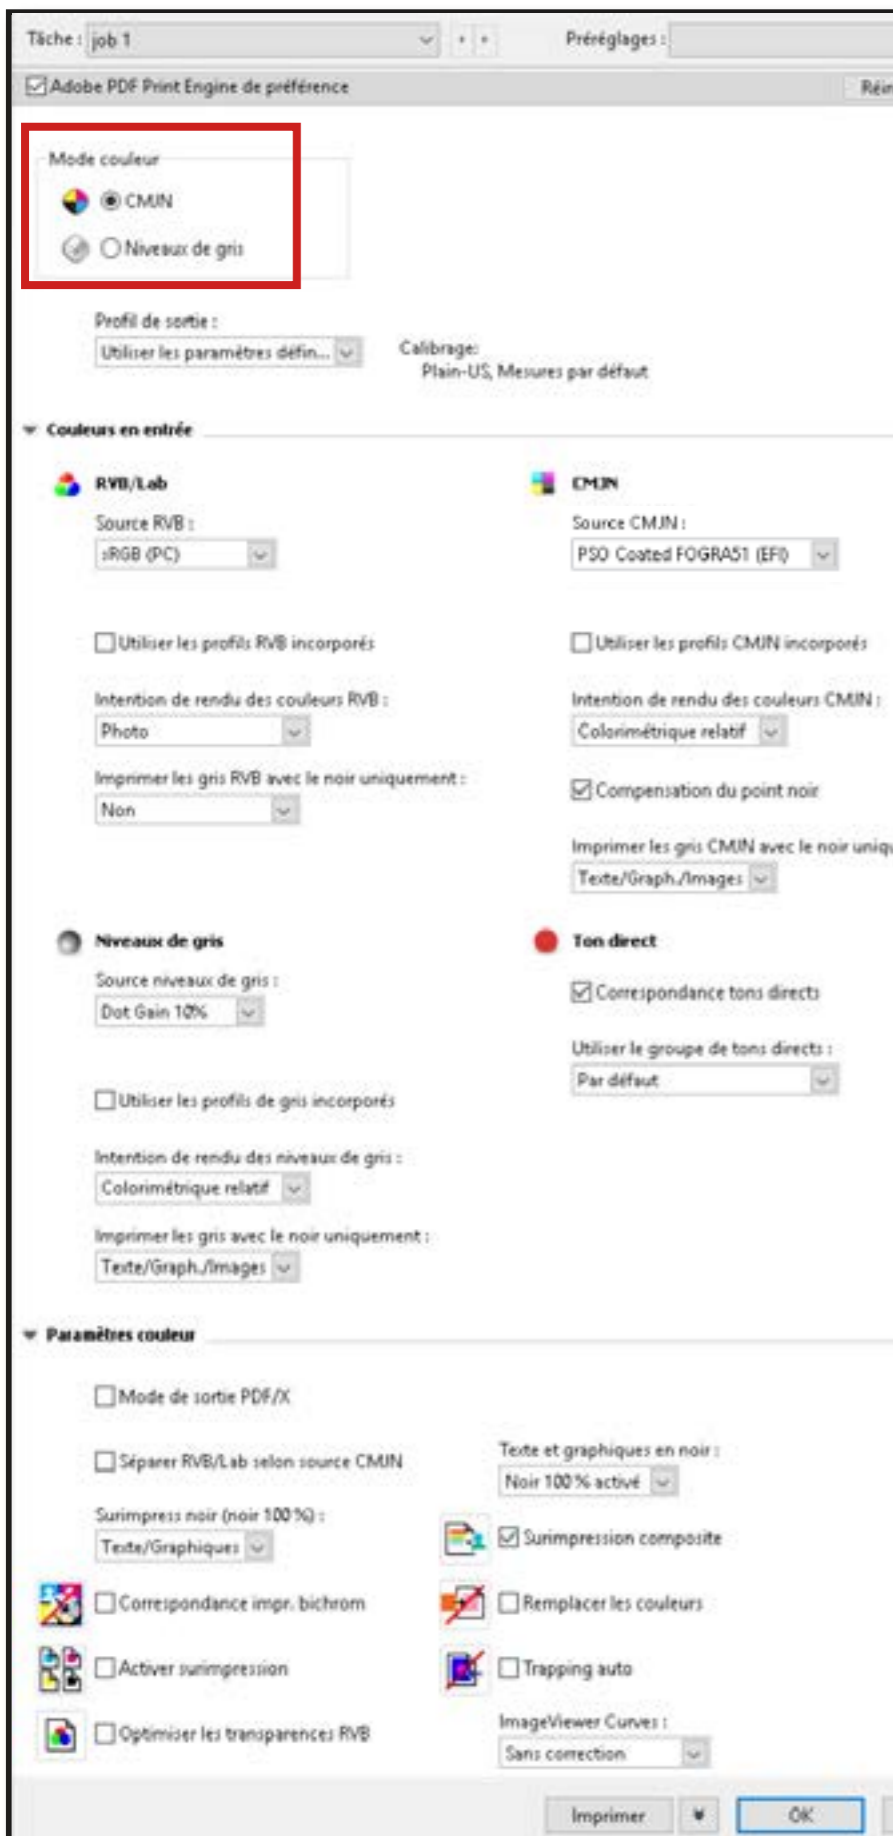 Tâche : job 1 Préréglages :
Adobe PDF Print Engine de préférence
Mode couleur
CMJN
Niveaux de gris
Profil de sortie :
Utiliser les paramètres défin...
Calibrage:
Plain-US, Mesures par défaut
Couleurs en entrée
RVB/Lab
Source RVB :
sRGB (PC)
Utiliser les profils RVB incorporés
Intention de rendu des couleurs RVB :
Photo
Imprimer les gris RVB avec le noir uniquement :
Non
CMJN
Source CMJN :
PSO Coated FOGRA51 (EFI)
Utiliser les profils CMJN incorporés
Intention de rendu des couleurs CMJN :
Colorimétrique relatif
Compensation du point noir
Imprimer les gris CMJN avec le noir
Texte/Graph./Images
Niveaux de gris
Source niveaux de gris :
Dot Gain 10%
Utiliser les profils de gris incorporés
Intention de rendu des niveaux de gris :
Colorimétrique relatif
Imprimer les gris avec le noir uniquement :
Texte/Graph./Images
Ton direct
Correspondance tons directs
Utiliser le groupe de tons directs :
Par défaut
Paramètres couleur
Mode de sortie PDF/X
Séparer RVB/Lab selon source CMJN
Texte et graphiques en noir :
Noir 100 % activé
Surimpress noir (noir 100 %) :
Texte/Graphiques
Surimpression composite
Correspondance impr. bichrom
Remplacer les couleurs
Activer surimpression
Trapping auto
Optimiser les transparences RVB
ImageViewer Curves :
Sans correction
Imprimer OK